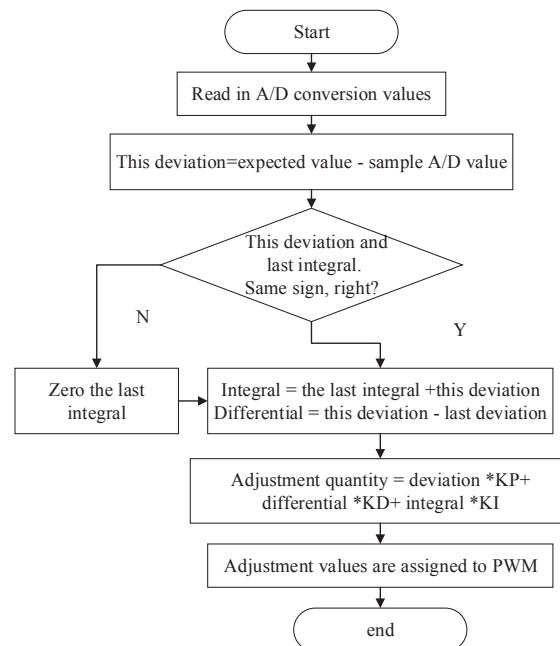 Start
Read in A/D conversion values
This deviation=expected value - sample A/D value
This deviation and
last integral.
Same sign, right?
N
Y
Zero the last
integral
Integral = the last integral +this deviation
Differential = this deviation - last deviation
Adjustment quantity = deviation *KP+
differential *KD+ integral *KI
Adjustment values are assigned to PWM
end